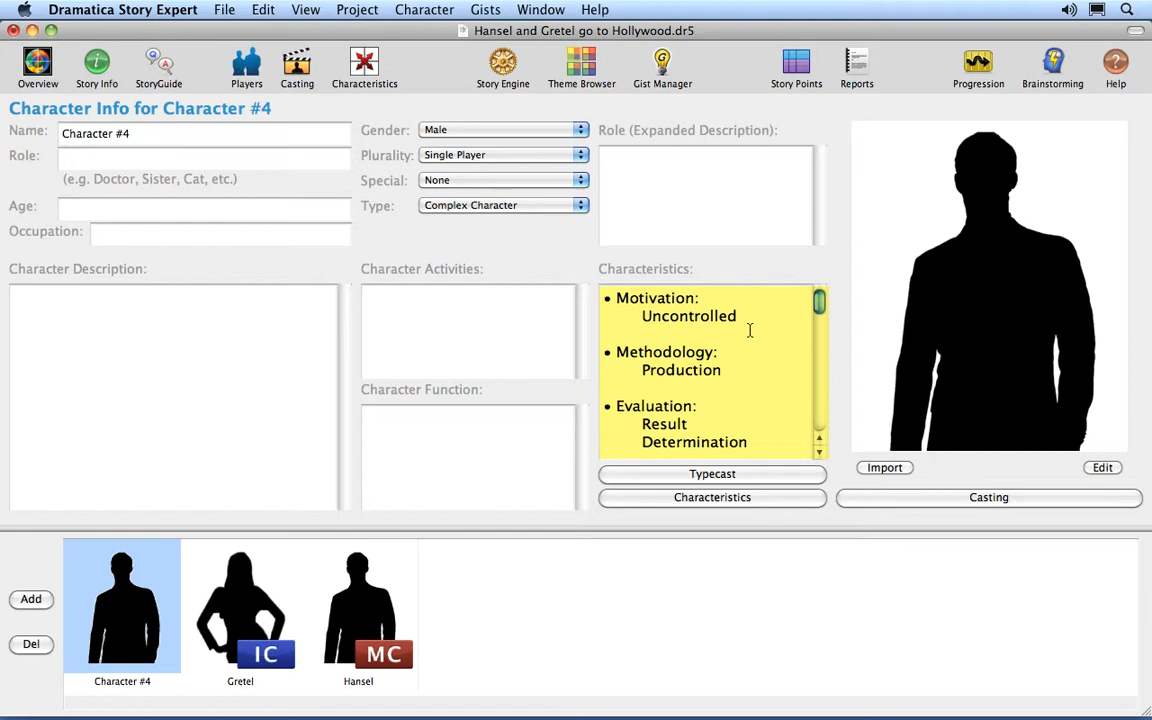 Dramatica Story Expert File Edit View Project Character Gists Window Help
Hansel and Gretel go to Hollywood.dr5
Overview Story Info StoryGuide Players Casting Characteristics Story Engine Theme Browser Gist Manager Story Points Reports Progression Brainstorming Help
Character Info for Character #4
Name: Character #4
Role:
(e.g. Doctor, Sister, Cat, etc.)
Age:
Occupation:
Gender: Male
Plurality: Single Player
Special: None
Type: Complex Character
Role (Expanded Description):
Character Description:
Character Activities:
Character Function:
Characteristics:
• Motivation:
Uncontrolled
• Methodology:
Production
• Evaluation:
Result
Determination
Typecast
Characteristics
Import Edit
Casting
Add
Del
IC
MC
Character #4 Gretel Hansel